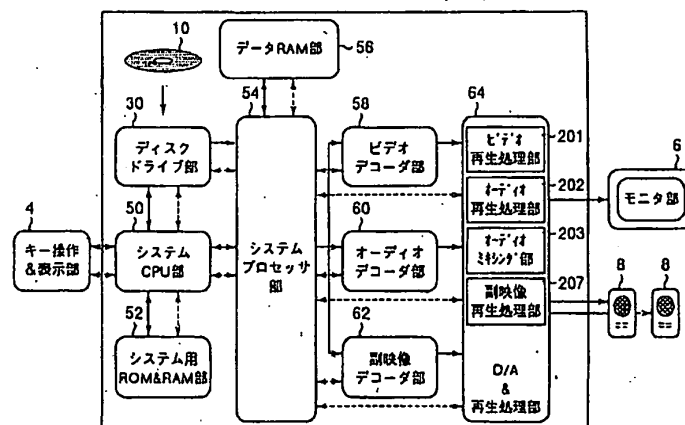 10
データRAM部
56
54
58
64
30
ディスク
ドライブ部
ビデオ
デコーダ部
ビデオ
再生処理部
201
6
オーディオ
再生処理部
202
モニタ部
4
50
60
キー操作
&表示部
システム
CPU部
システム
プロセッサ
部
オーディオ
デコーダ部
オーディオ
ミキシング部
203
副映像
再生処理部
207
8
8
52
62
システム用
ROM&RAM部
副映像
デコーダ部
D/A
&
再生処理部